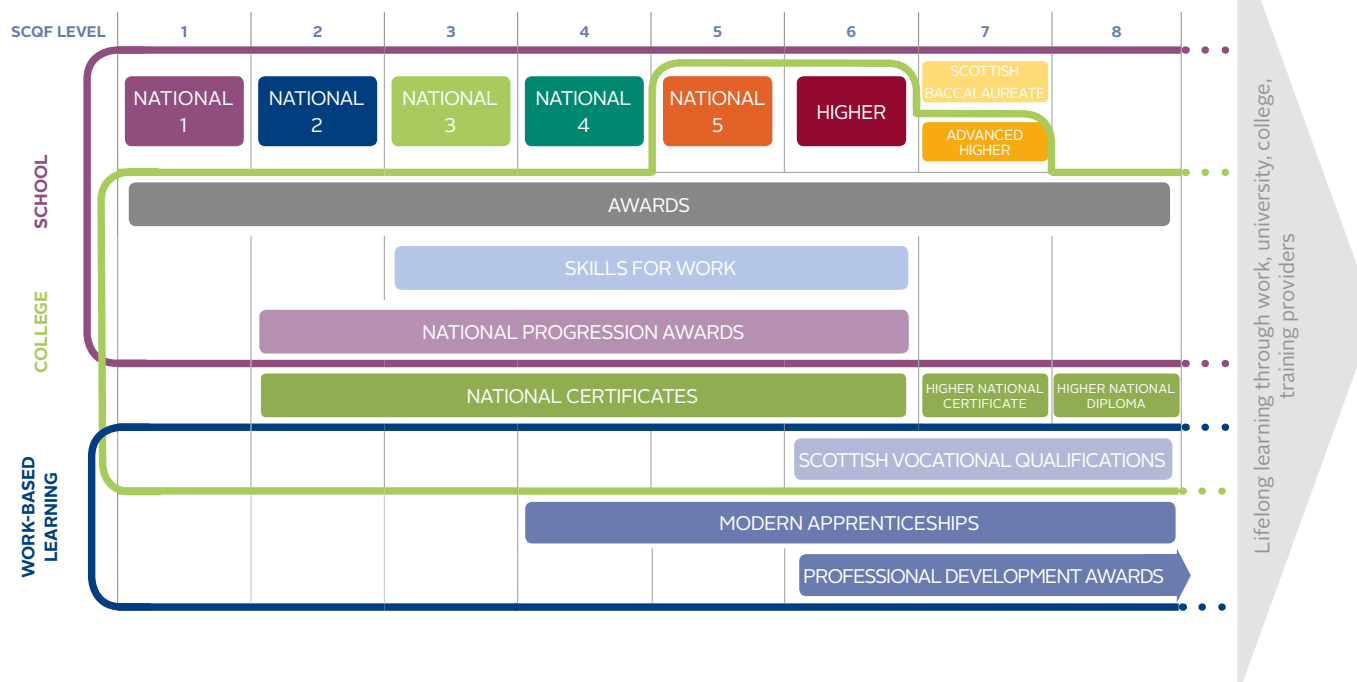 SCQF LEVEL 1 2 3 4 5 6 7 8
NATIONAL
1
NATIONAL
2
NATIONAL
3
NATIONAL
4
NATIONAL
5
HIGHER
SCOTTISH
BACCALAUREATE
ADVANCED
HIGHER
SCHOOL
AWARDS
SKILLS FOR WORK
COLLEGE
NATIONAL PROGRESSION AWARDS
NATIONAL CERTIFICATES
HIGHER NATIONAL
CERTIFICATE
HIGHER NATIONAL
DIPLOMA
WORK-BASED
LEARNING
SCOTTISH VOCATIONAL QUALIFICATIONS
MODERN APPRENTICESHIPS
PROFESSIONAL DEVELOPMENT AWARDS
Lifelong learning through work, university, college,
training providers